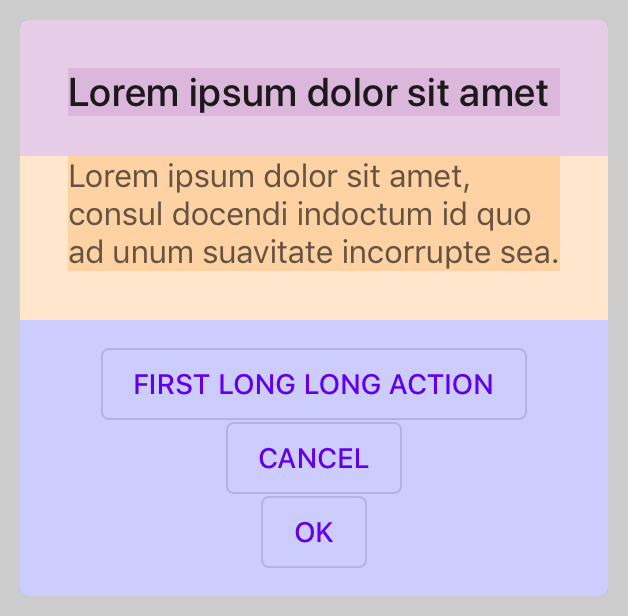 Lorem ipsum dolor sit amet
Lorem ipsum dolor sit amet,
consul docendi indoctum id quo
ad unum suavitate incorrupte sea.
FIRST LONG LONG ACTION
CANCEL
OK